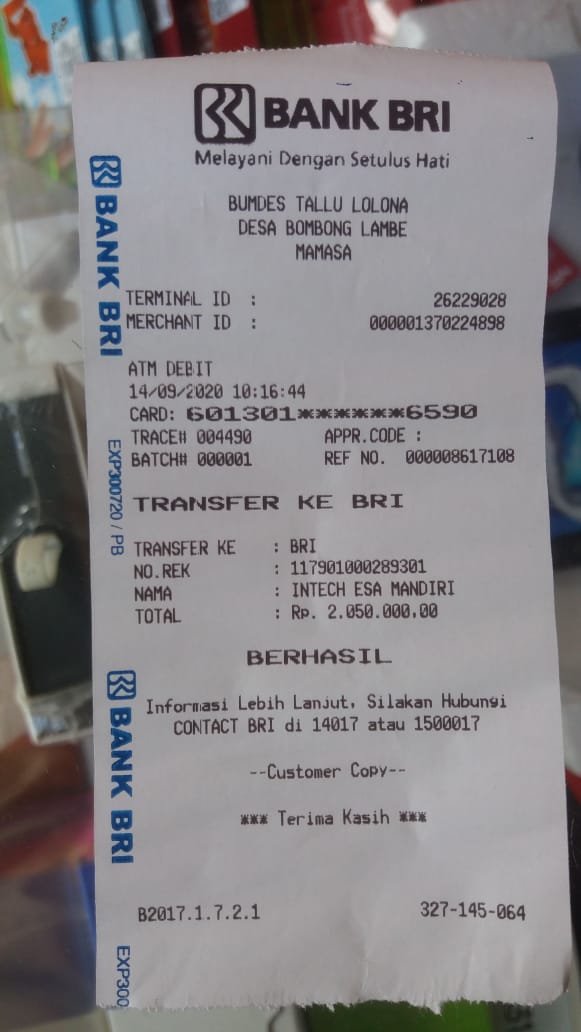 BANK BRI
Melayani Dengan Setulus Hati
BUMDES TALLU LOLONA
DESA BOMBONG LAMBE
MAMASA
TERMINAL ID : 26229028
MERCHANT ID : 000001370224898
ATM DEBIT
14/09/2020 10:16:44
CARD: 601301******6590
TRACE# 004490 APPR.CODE :
BATCH# 000001 REF NO. 000008617108
TRANSFER KE BRI
TRANSFER KE : BRI
NO.REK : 117901000289301
NAMA : INTECH ESA MANDIRI
TOTAL : Rp. 2.050.000,00
BERHASIL
Informasi Lebih Lanjut, Silakan Hubungi
CONTACT BRI di 14017 atau 1500017
--Customer Copy--
*** Terima Kasih ***
B2017.1.7.2.1 327-145-064
BANK BRI
EXP300720 / PB
BANK BRI
EXP300